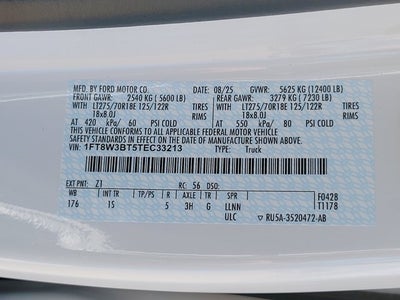 MFD. BY FORD MOTOR CO. 08/25 GVWR: 5625 KG (12400 LB)
FRONT GAWR: 2540 KG (5600 LB) REAR GAWR: 3279 KG (7230 LB)
LT275/70R18E 125/122R TIRES LT275/70R18E 125/122R TIRES
18x8.0J RIMS 18x8.0J RIMS
AT 420 kPa/ 60 PSI COLD AT 550 kPa/ 80 PSI COLD
THIS VEHICLE CONFORMS TO ALL APPLICABLE FEDERAL MOTOR VEHICLE
SAFETY STANDARDS IN EFFECT ON THE DATE OF MANUFACTURE SHOWN ABOVE.
VIN: 1FT8W3BT5TEC33213 TYPE: Truck
EXT PNT: Z1 RC: 56 DSO:
WB INT TR TP/PS R AXLE TR SPR F0428
176 1S 5 3H G LLNN T1178
ULC RU5A-3520472-AB